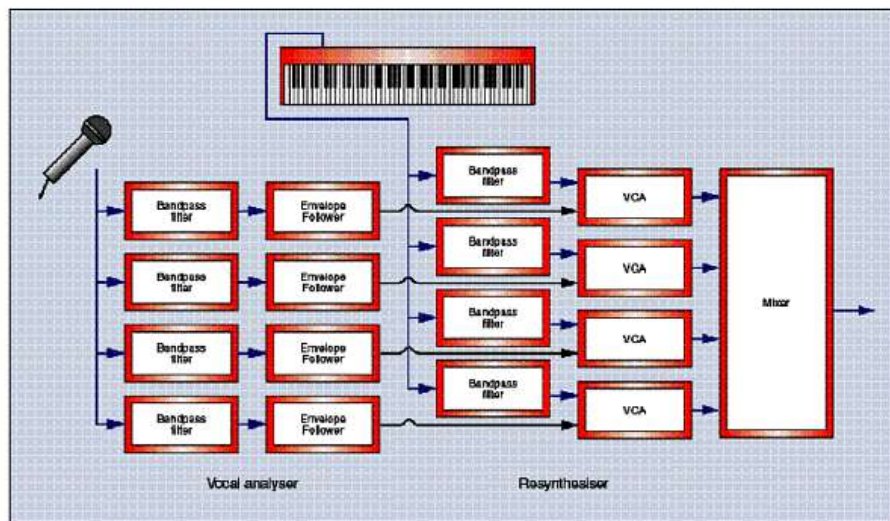 Bandpass
filter
Envelope
Follower
Bandpass
filter
Envelope
Follower
Bandpass
filter
Envelope
Follower
Bandpass
filter
Envelope
Follower
Bandpass
filter
VCA
Bandpass
filter
VCA
Bandpass
filter
VCA
Bandpass
filter
VCA
Mixer
Vocal analyser
Resynthesiser